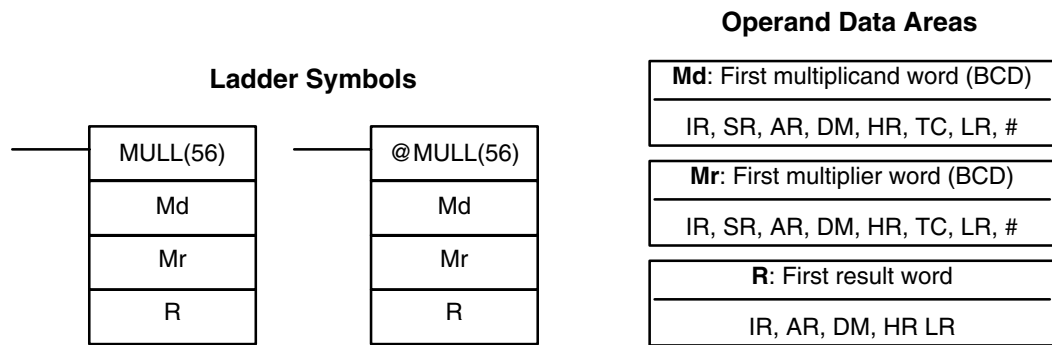 Ladder Symbols
MULL(56)
Md
Mr
R
@MULL(56)
Md
Mr
R
Operand Data Areas
Md: First multiplicand word (BCD)
IR, SR, AR, DM, HR, TC, LR, #
Mr: First multiplier word (BCD)
IR, SR, AR, DM, HR, TC, LR, #
R: First result word
IR, AR, DM, HR LR